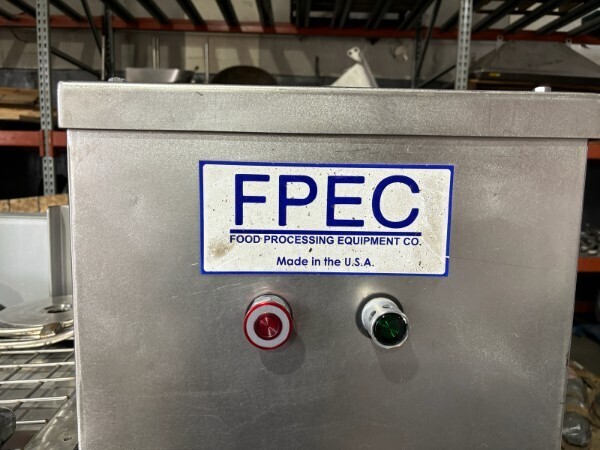 FPEC
FOOD PROCESSING EQUIPMENT CO.
Made in the U.S.A.